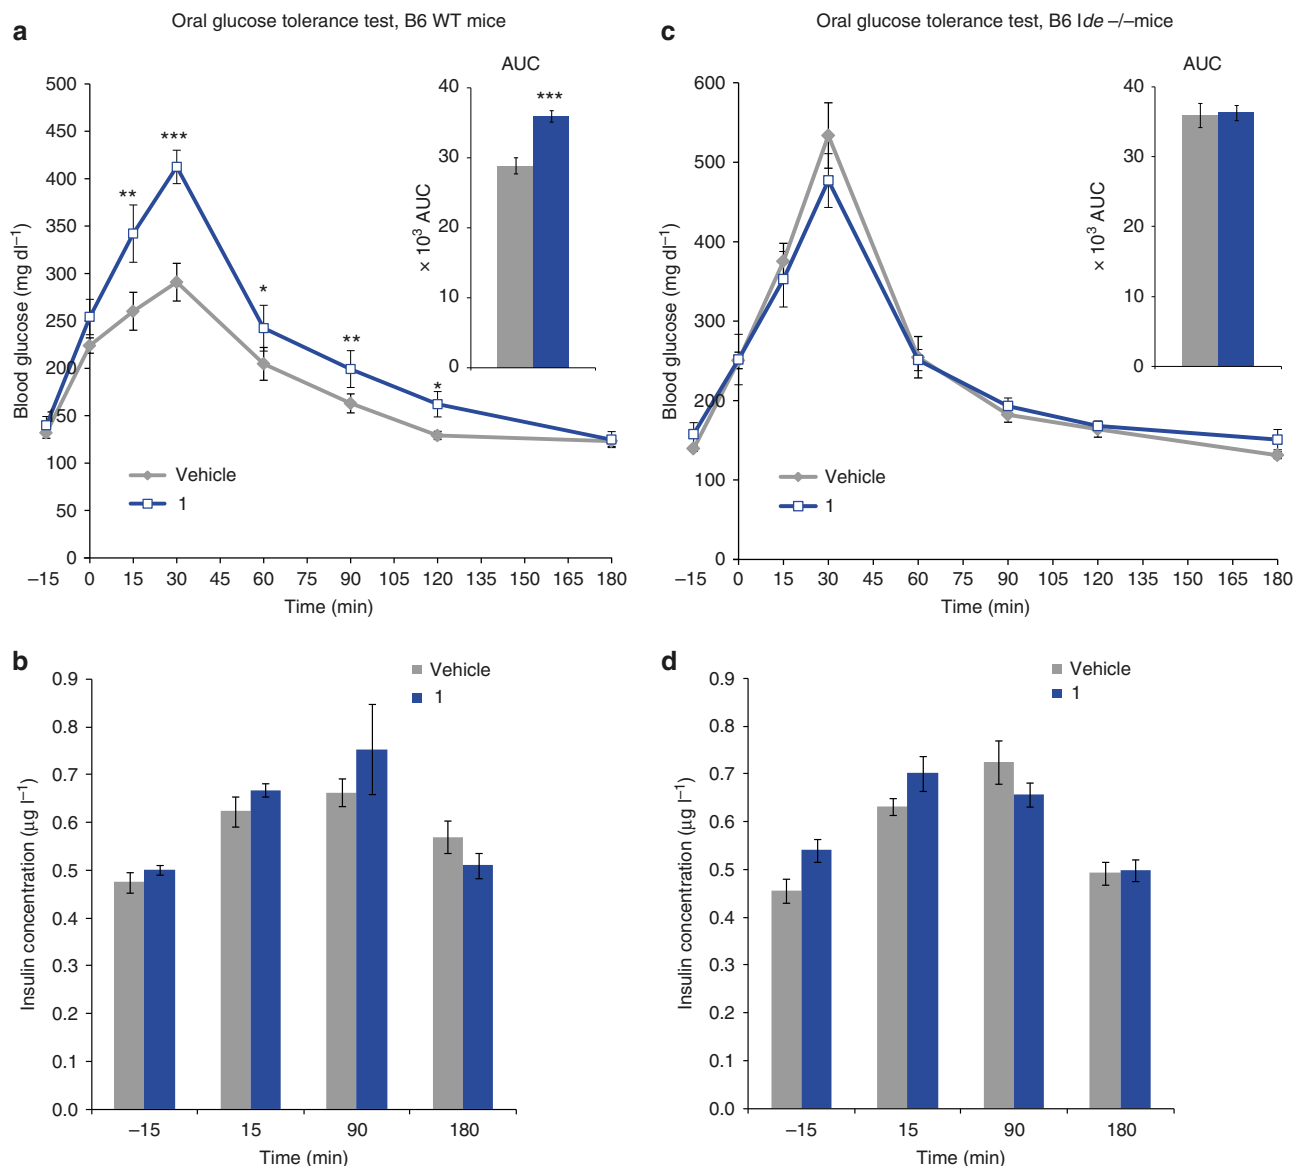 a
Oral glucose tolerance test, B6 WT mice
AUC
× 10³ AUC
40
30
20
10
0
***
Blood glucose (mg dl⁻¹)
500
450
400
350
300
250
200
150
100
50
0
**
***
*
**
*
Vehicle
1
–15 0 15 30 45 60 75 90 105 120 135 150 165 180
Time (min)
c
Oral glucose tolerance test, B6 Ide –/–mice
AUC
× 10³ AUC
40
30
20
10
0
Blood glucose (mg dl⁻¹)
600
500
400
300
200
100
0
Vehicle
1
–15 0 15 30 45 60 75 90 105 120 135 150 165 180
Time (min)
b
Vehicle
1
Insulin concentration (µg l⁻¹)
0.9
0.8
0.7
0.6
0.5
0.4
0.3
0.2
0.1
0.0
–15 15 90 180
Time (min)
d
Vehicle
1
Insulin concentration (µg l⁻¹)
0.9
0.8
0.7
0.6
0.5
0.4
0.3
0.2
0.1
0.0
–15 15 90 180
Time (min)